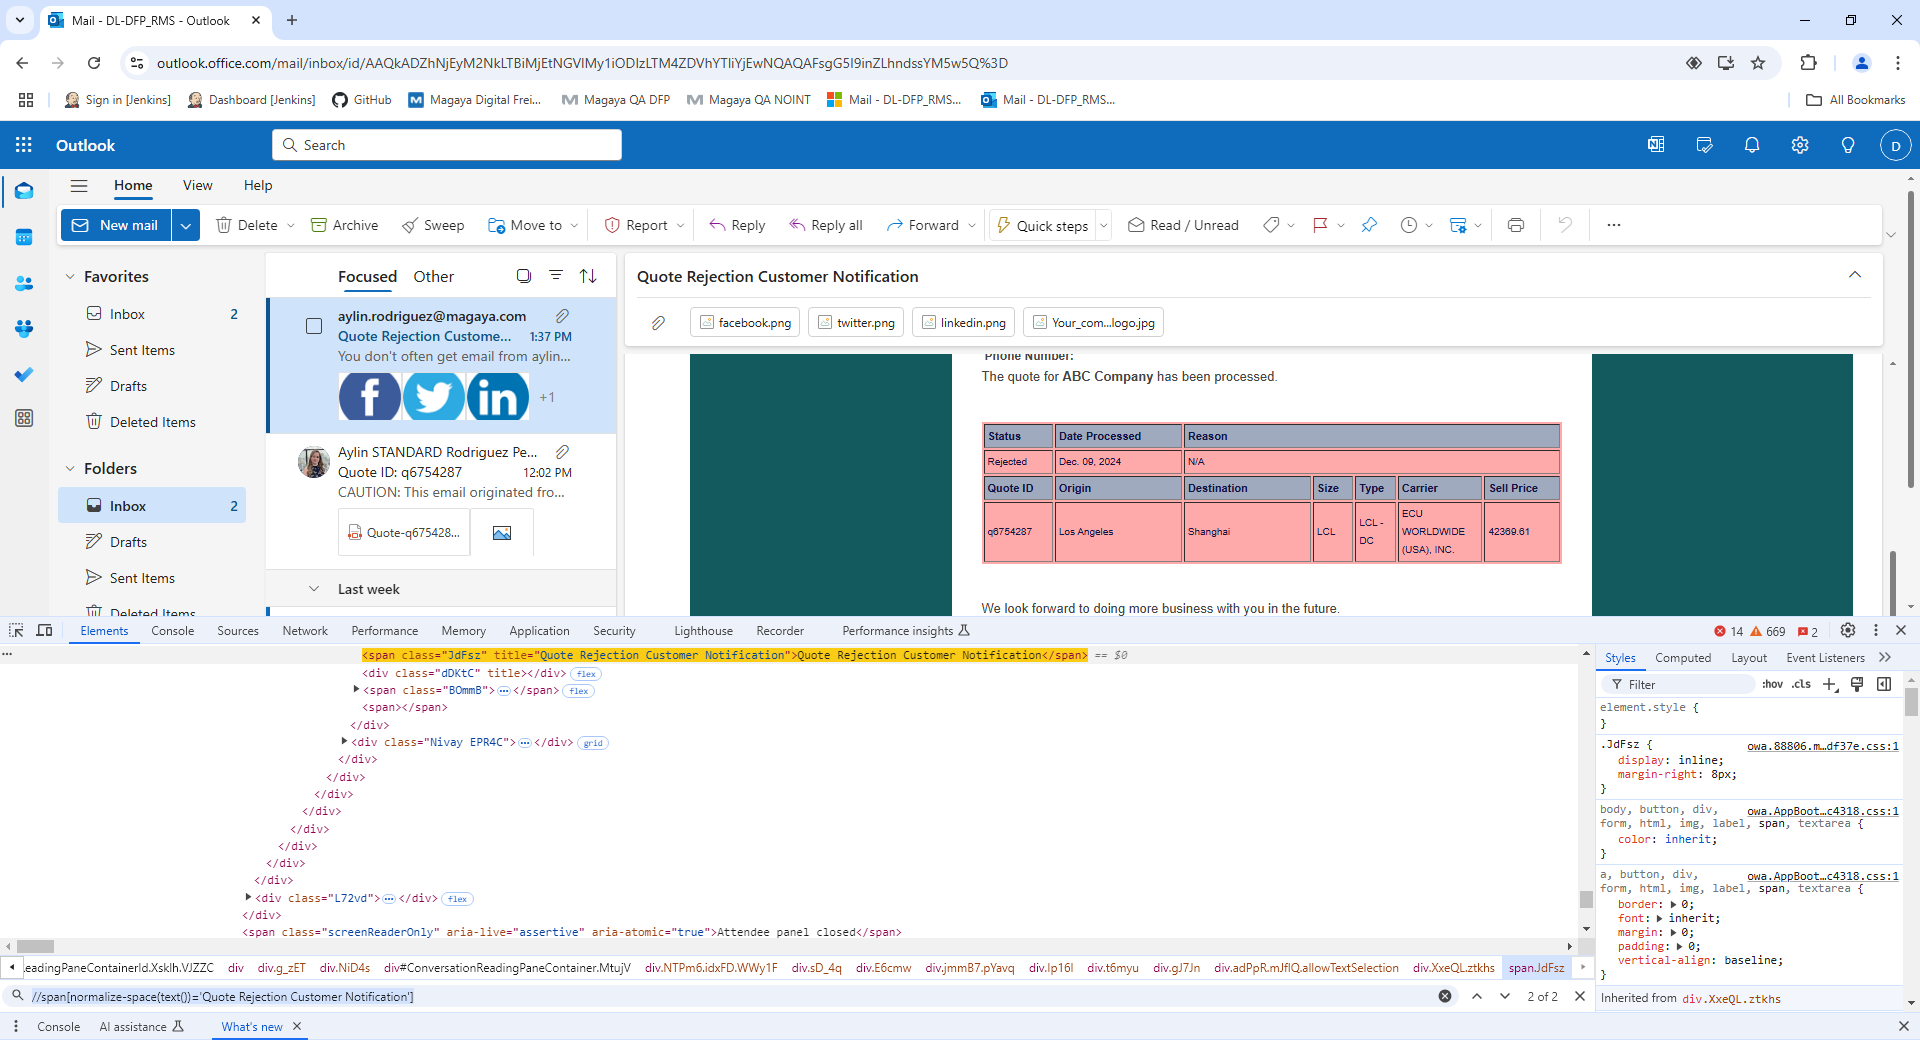 Mail - DL-DFP_RMS - Outlook
outlook.office.com/mail/inbox/id/AAQkADZhNjEyM2NkLTBiMjEtNGVlMy1iODIzLTM4ZDVhYTliYjEwNQAQAFsgG5I9inZLhndssYM5w5Q%3D
Sign in [Jenkins]
Dashboard [Jenkins]
GitHub
Magaya Digital Frei...
Magaya QA DFP
Magaya QA NOINT
Mail - DL-DFP_RMS...
Mail - DL-DFP_RMS...
All Bookmarks
Outlook
Search
D
Home
View
Help
New mail
Delete
Archive
Sweep
Move to
Report
Reply
Reply all
Forward
Quick steps
Read / Unread
Favorites
Inbox 2
Sent Items
Drafts
Deleted Items
Folders
Inbox 2
Drafts
Sent Items
Deleted Items
Focused
Other
aylin.rodriguez@magaya.com
Quote Rejection Custome... 1:37 PM
You don't often get email from aylin...
+1
Aylin STANDARD Rodriguez Pe...
Quote ID: q6754287 12:02 PM
CAUTION: This email originated fro...
Quote-q675428...
Last week
Quote Rejection Customer Notification
facebook.png
twitter.png
linkedin.png
Your_com...logo.jpg
Phone Number:
The quote for ABC Company has been processed.
Status Date Processed Reason
Rejected Dec. 09, 2024 N/A
Quote ID Origin Destination Size Type Carrier Sell Price
q6754287 Los Angeles Shanghai LCL LCL - DC ECU WORLDWIDE (USA), INC. 42369.61
We look forward to doing more business with you in the future.
Elements
Console
Sources
Network
Performance
Memory
Application
Security
Lighthouse
Recorder
Performance insights
14
669
2
<span class="JdFsz" title="Quote Rejection Customer Notification">Quote Rejection Customer Notification</span> == $0
<div class="dDKtC" title></div> flex
<span class="BOmmB">…</span> flex
<span></span>
</div>
<div class="Nivay EPR4C">…</div> grid
</div>
</div>
</div>
</div>
</div>
</div>
</div>
</div>
<div class="L72vd">…</div> flex
</div>
<span class="screenReaderOnly" aria-live="assertive" aria-atomic="true">Attendee panel closed</span>
Styles
Computed
Layout
Event Listeners
Filter
:hov
.cls
element.style {
}
.JdFsz { owa.88806.m…df37e.css:1
display: inline;
margin-right: 8px;
}
body, button, div, owa.AppBoot…c4318.css:1
form, html, img, label, span, textarea {
color: inherit;
}
a, button, div, owa.AppBoot…c4318.css:1
form, html, img, label, span, textarea {
border: 0;
font: inherit;
margin: 0;
padding: 0;
vertical-align: baseline;
}
Inherited from div.XxeQL.ztkhs
div
div.g_zET
div.NiD4s
div#ConversationReadingPaneContainer.MtujV
div.NTPm6.idxFD.WWy1F
div.sD_4q
div.E6cmw
div.jmmB7.pYavq
div.t6myu
div.gJ7Jn
div.XxeQL.ztkhs
span.JdFsz
//span[normalize-space(text())='Quote Rejection Customer Notification']
2 of 2
Console
AI assistance
What's new